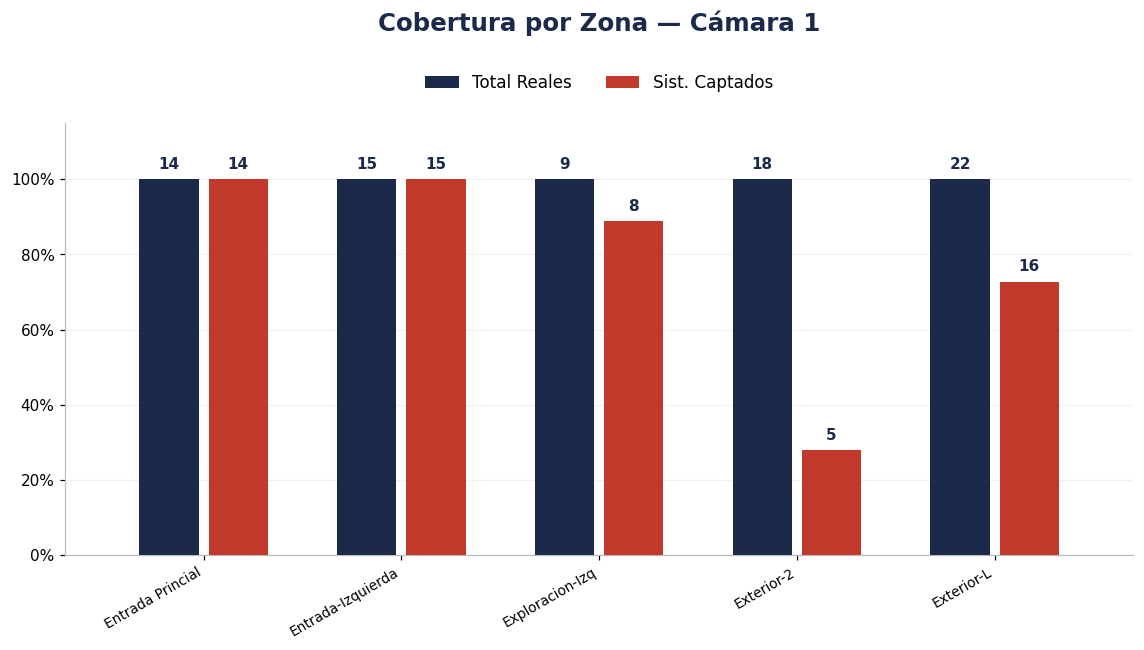 Cobertura por Zona — Cámara 1
Total Reales
Sist. Captados
14 14 15 15 9 8 18 5 22 16
100%
80%
60%
40%
20%
0%
Entrada Princial
Entrada-Izquierda
Exploracion-Izq
Exterior-2
Exterior-L